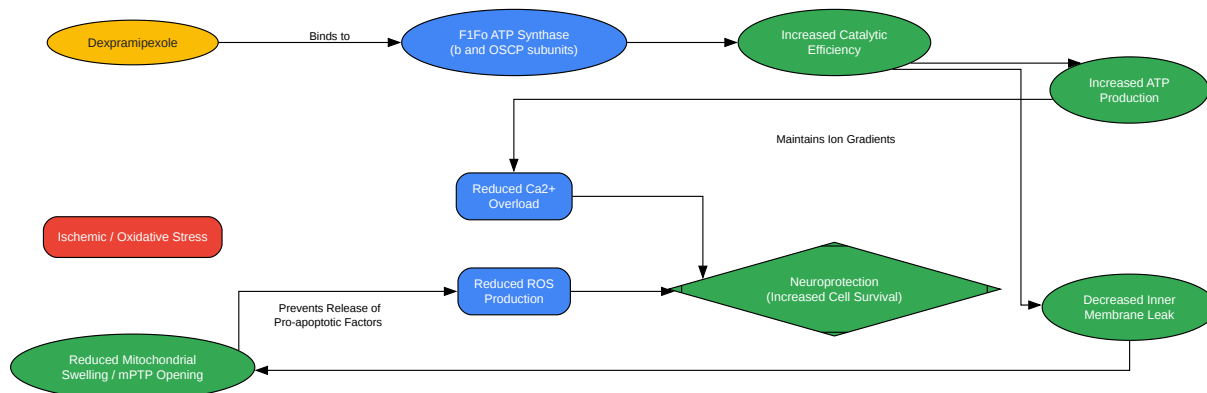 Dexpramipexole
Binds to
F1Fo ATP Synthase
(b and OSCP subunits)
Increased Catalytic
Efficiency
Increased ATP
Production
Maintains Ion Gradients
Reduced Ca2+
Overload
Ischemic / Oxidative Stress
Reduced ROS
Production
Neuroprotection
(Increased Cell Survival)
Decreased Inner
Membrane Leak
Prevents Release of
Pro-apoptotic Factors
Reduced Mitochondrial
Swelling / mPTP Opening